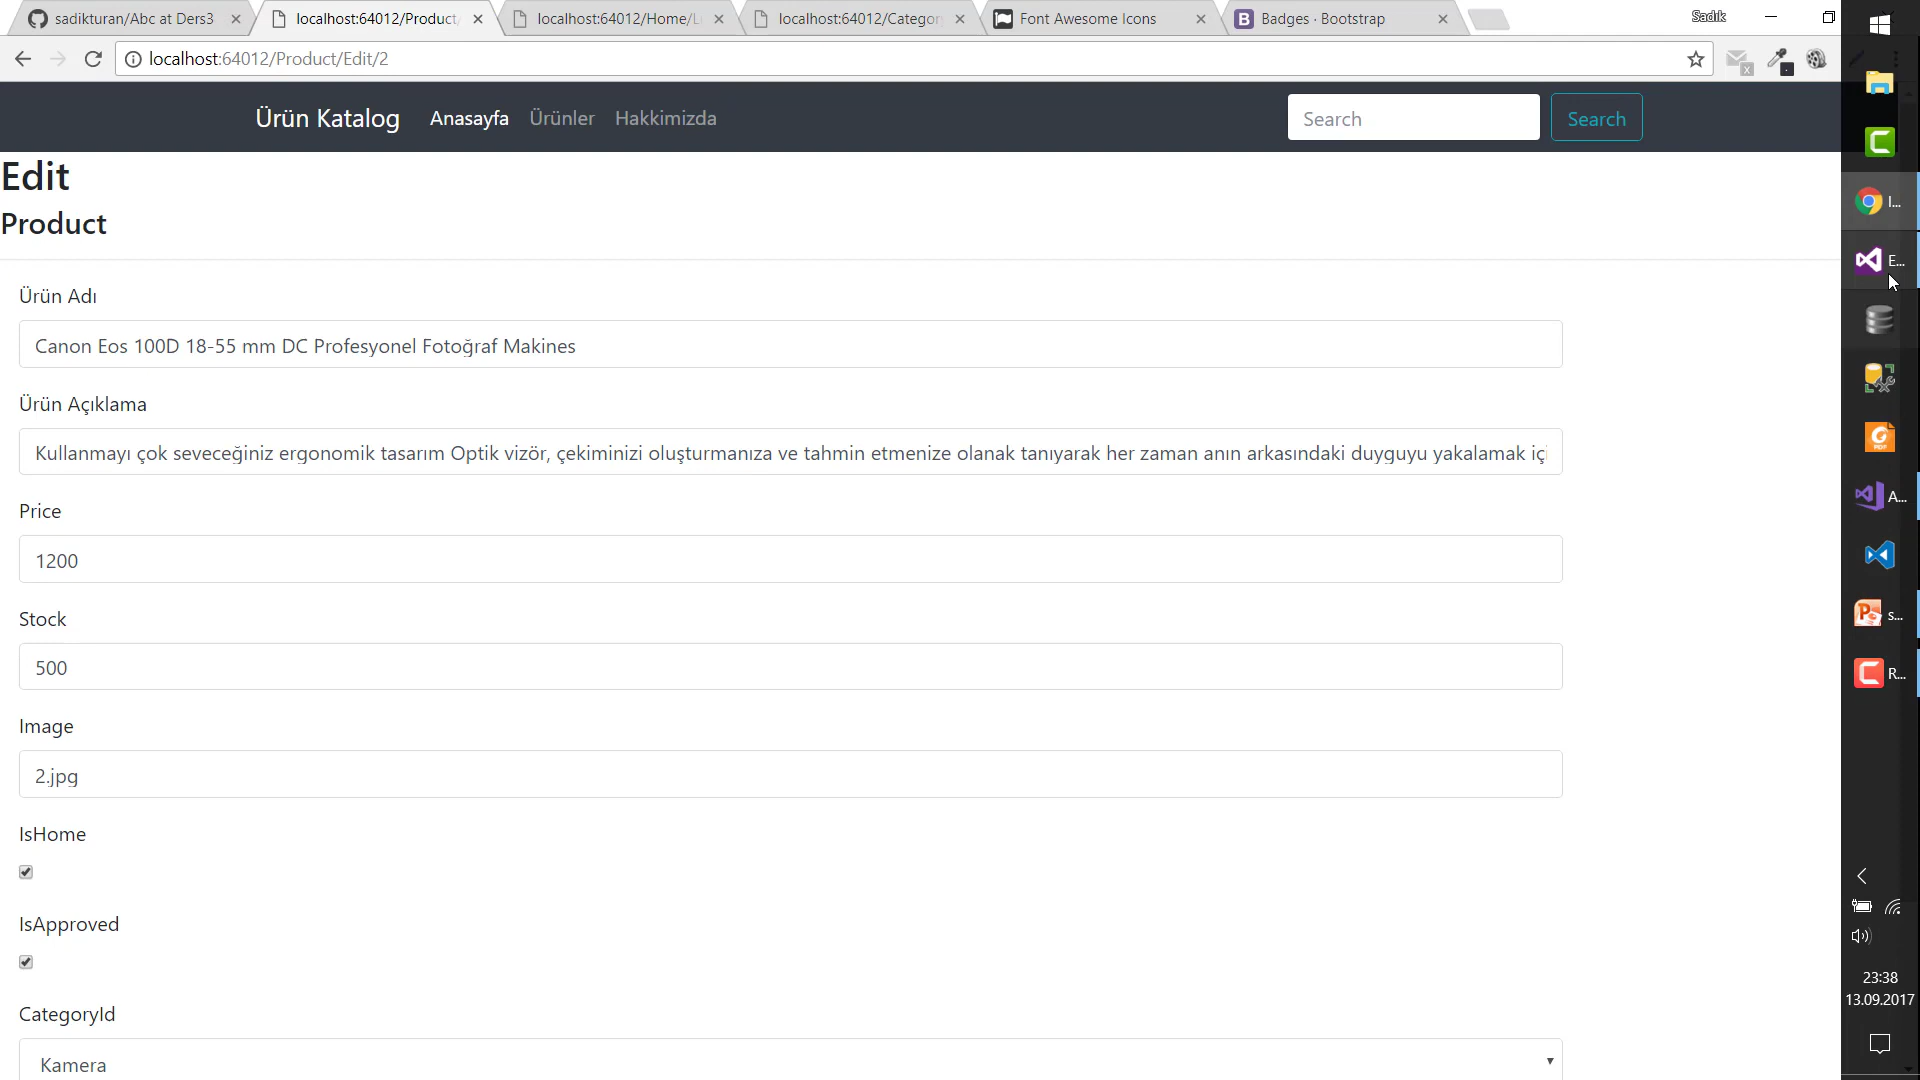 sadikturan/Abc at Ders3
localhost:64012/Product
localhost:64012/Home/L
localhost:64012/Categor
Font Awesome Icons
Badges · Bootstrap
Sadık
localhost:64012/Product/Edit/2
Ürün Katalog
Anasayfa
Ürünler
Hakkimizda
Search
Search
Edit
Product
Ürün Adı
Canon Eos 100D 18-55 mm DC Profesyonel Fotoğraf Makines
Ürün Açıklama
Kullanmayı çok seveceğiniz ergonomik tasarım Optik vizör, çekiminizi oluşturmanıza ve tahmin etmenize olanak tanıyarak her zaman anın arkasındaki duyguyu yakalamak içi
Price
1200
Stock
500
Image
2.jpg
IsHome
IsApproved
CategoryId
Kamera
I...
E...
A...
s...
R...
23:38
13.09.2017